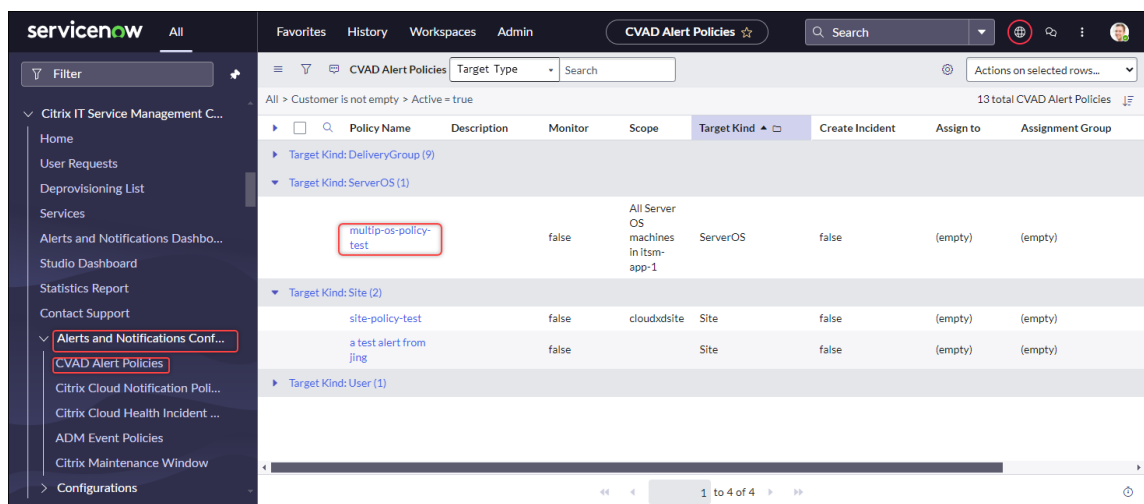 servicenow All Favorites History Workspaces Admin CVAD Alert Policies Search
Filter
CVAD Alert Policies Target Type Search Actions on selected rows...
All > Customer is not empty > Active = true 13 total CVAD Alert Policies
Citrix IT Service Management C...
Home
User Requests
Deprovisioning List
Services
Alerts and Notifications Dashbo...
Studio Dashboard
Statistics Report
Contact Support
Alerts and Notifications Conf...
CVAD Alert Policies
Citrix Cloud Notification Poli...
Citrix Cloud Health Incident ...
ADM Event Policies
Citrix Maintenance Window
Configurations
Policy Name Description Monitor Scope Target Kind Create Incident Assign to Assignment Group
Target Kind: DeliveryGroup (9)
Target Kind: ServerOS (1)
multip-os-policy-
test
false
All Server
OS
machines
in itsm-
app-1
ServerOS false (empty) (empty)
Target Kind: Site (2)
site-policy-test false cloudxdsite Site false (empty) (empty)
a test alert from
jing
false Site false (empty) (empty)
Target Kind: User (1)
1 to 4 of 4